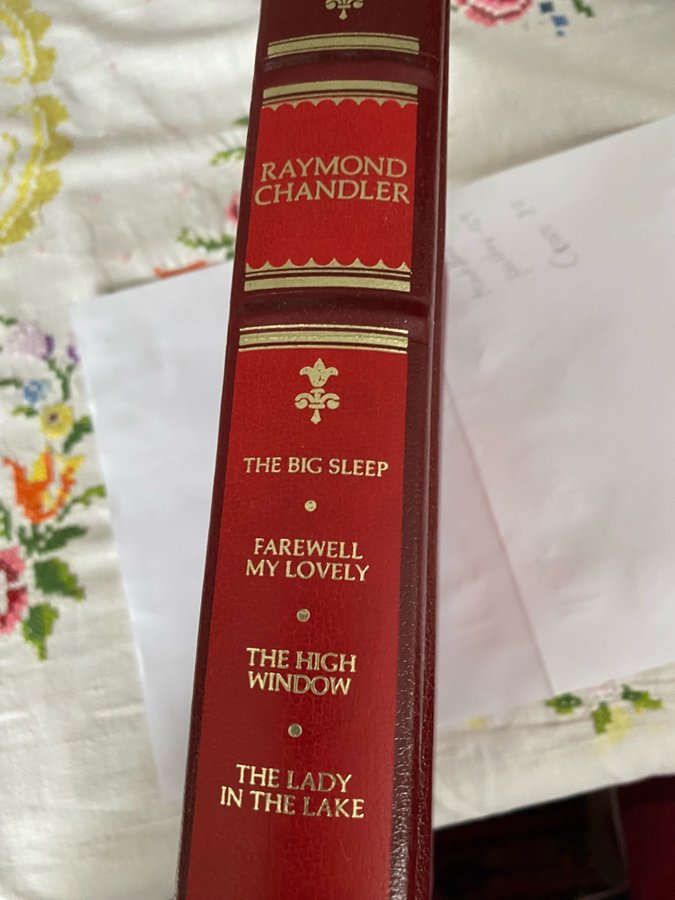 RAYMOND
CHANDLER
THE BIG SLEEP
FAREWELL
MY LOVELY
THE HIGH
WINDOW
THE LADY
IN THE LAKE